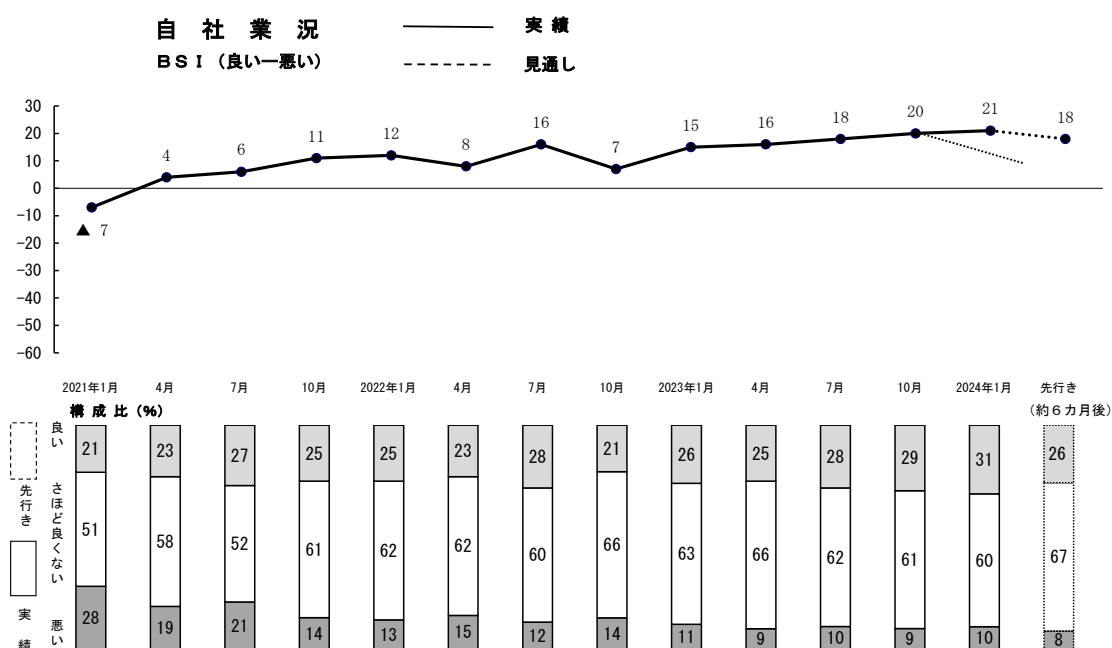 自 社 業 況
実 績
ＢＳＩ（良い―悪い）
見通し
30
20
10
0
-10
-20
-30
-40
-50
-60
▲ 7
4
6
11
12
8
16
7
15
16
18
20
21
18
2021年1月 4月 7月 10月 2022年1月 4月 7月 10月 2023年1月 4月 7月 10月 2024年1月 先行き
構 成 比（%）
（約６カ月後）
先行き
実 績
良い
21 23 27 25 25 23 28 21 26 25 28 29 31 26
さほど良くない
51 58 52 61 62 62 60 66 63 66 62 61 60 67
悪い
28 19 21 14 13 15 12 14 11 9 10 9 10 8